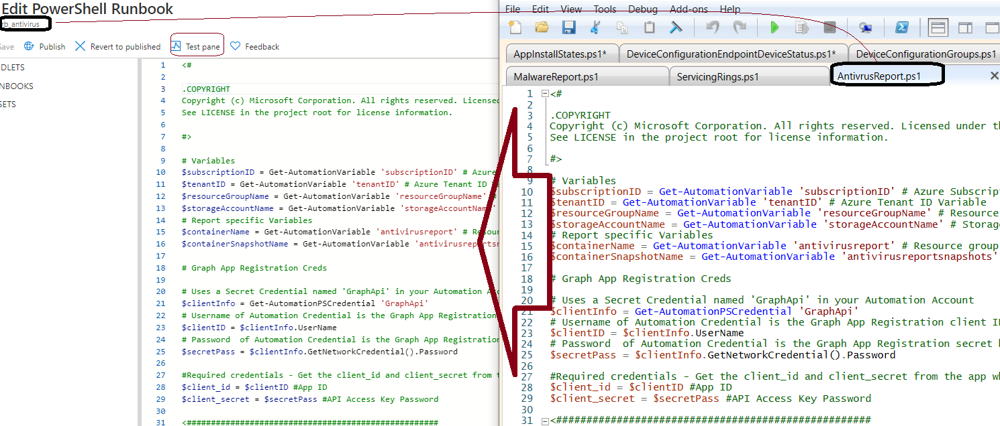 Edit PowerShell Runbook
rb_antivirus
Save Publish Revert to published Test pane Feedback
DLETS
NBOOKS
SETS
1 <#
2
3 .COPYRIGHT
4 Copyright (c) Microsoft Corporation. All rights reserved. Licensed
5 See LICENSE in the project root for license information.
6
7 #>
8
9 # Variables
10 $subscriptionID = Get-AutomationVariable 'subscriptionID' # Azure
11 $tenantID = Get-AutomationVariable 'tenantID' # Azure Tenant ID
12 $resourceGroupName = Get-AutomationVariable 'resourceGroupName' #
13 $storageAccountName = Get-AutomationVariable 'storageAccountName'
14 # Report specific Variables
15 $containerName = Get-AutomationVariable 'antivirusreport' # Resou
16 $containerSnapshotName = Get-AutomationVariable 'antivirusreportsn
17
18 # Graph App Registration Creds
19
20 # Uses a Secret Credential named 'GraphApi' in your Automation
21 $clientInfo = Get-AutomationPSCredential 'GraphApi'
22 # Username of Automation Credential is the Graph App Registration
23 $clientID = $clientInfo.UserName
24 # Password  of Automation Credential is the Graph App Registration
25 $secretPass = $clientInfo.GetNetworkCredential().Password
26
27 #Required credentials - Get the client_id and client_secret from t
28 $client_id = $clientID #App ID
29 $client_secret = $secretPass #API Access Key Password
30
31 <###################################################
File Edit View Tools Debug Add-ons Help
AppInstallStates.ps1* DeviceConfigurationEndpointDeviceStatus.ps1* DeviceConfigurationGroups.ps1
MalwareReport.ps1 ServicingRings.ps1 AntivrusReport.ps1
1 <#
2
3 .COPYRIGHT
4 Copyright (c) Microsoft Corporation. All rights reserved. Licensed under th
5 See LICENSE in the project root for license information.
6
7 #>
8
9 # Variables
10 $subscriptionID = Get-AutomationVariable 'subscriptionID' # Azure Subscript
11 $tenantID = Get-AutomationVariable 'tenantID' # Azure Tenant ID Variable
12 $resourceGroupName = Get-AutomationVariable 'resourceGroupName' # Resource
13 $storageAccountName = Get-AutomationVariable 'storageAccountName' # Storage
14 # Report specific Variables
15 $containerName = Get-AutomationVariable 'antivirusreport' # Resource group
16 $containerSnapshotName = Get-AutomationVariable 'antivirusreportsnapshots'
17
18 # Graph App Registration Creds
19
20 # Uses a Secret Credential named 'GraphApi' in your Automation Account
21 $clientInfo = Get-AutomationPSCredential 'GraphApi'
22 # Username of Automation Credential is the Graph App Registration client ID
23 $clientID = $clientInfo.UserName
24 # Password  of Automation Credential is the Graph App Registration secret
25 $secretPass = $clientInfo.GetNetworkCredential().Password
26
27 #Required credentials - Get the client_id and client_secret from the app wh
28 $client_id = $clientID #App ID
29 $client_secret = $secretPass #API Access Key Password
30
31 <####################################################